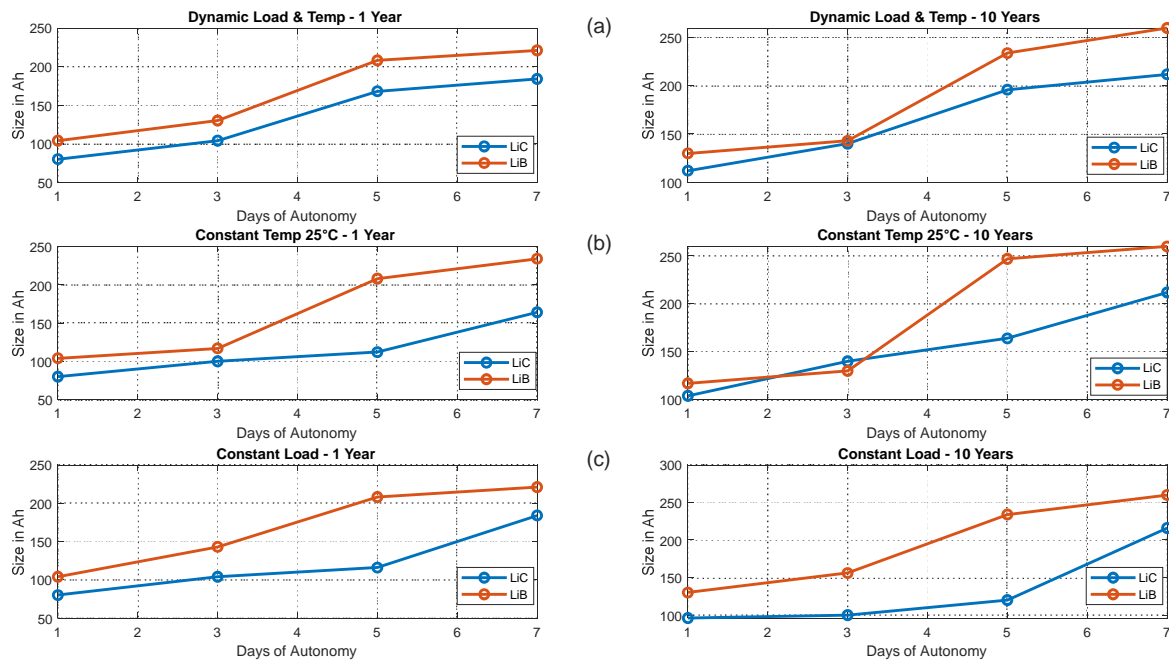 Dynamic Load & Temp - 1 Year
250
200
150
100
50
Size in Ah
1 2 3 4 5 6 7
Days of Autonomy
LiC
LiB
(a)
Dynamic Load & Temp - 10 Years
250
200
150
100
Size in Ah
1 2 3 4 5 6 7
Days of Autonomy
LiC
LiB
Constant Temp 25°C - 1 Year
250
200
150
100
50
Size in Ah
1 2 3 4 5 6 7
Days of Autonomy
LiC
LiB
(b)
Constant Temp 25°C - 10 Years
250
200
150
100
Size in Ah
1 2 3 4 5 6 7
Days of Autonomy
LiC
LiB
Constant Load - 1 Year
250
200
150
100
50
Size in Ah
1 2 3 4 5 6 7
Days of Autonomy
LiC
LiB
(c)
Constant Load - 10 Years
300
250
200
150
100
Size in Ah
1 2 3 4 5 6 7
Days of Autonomy
LiC
LiB